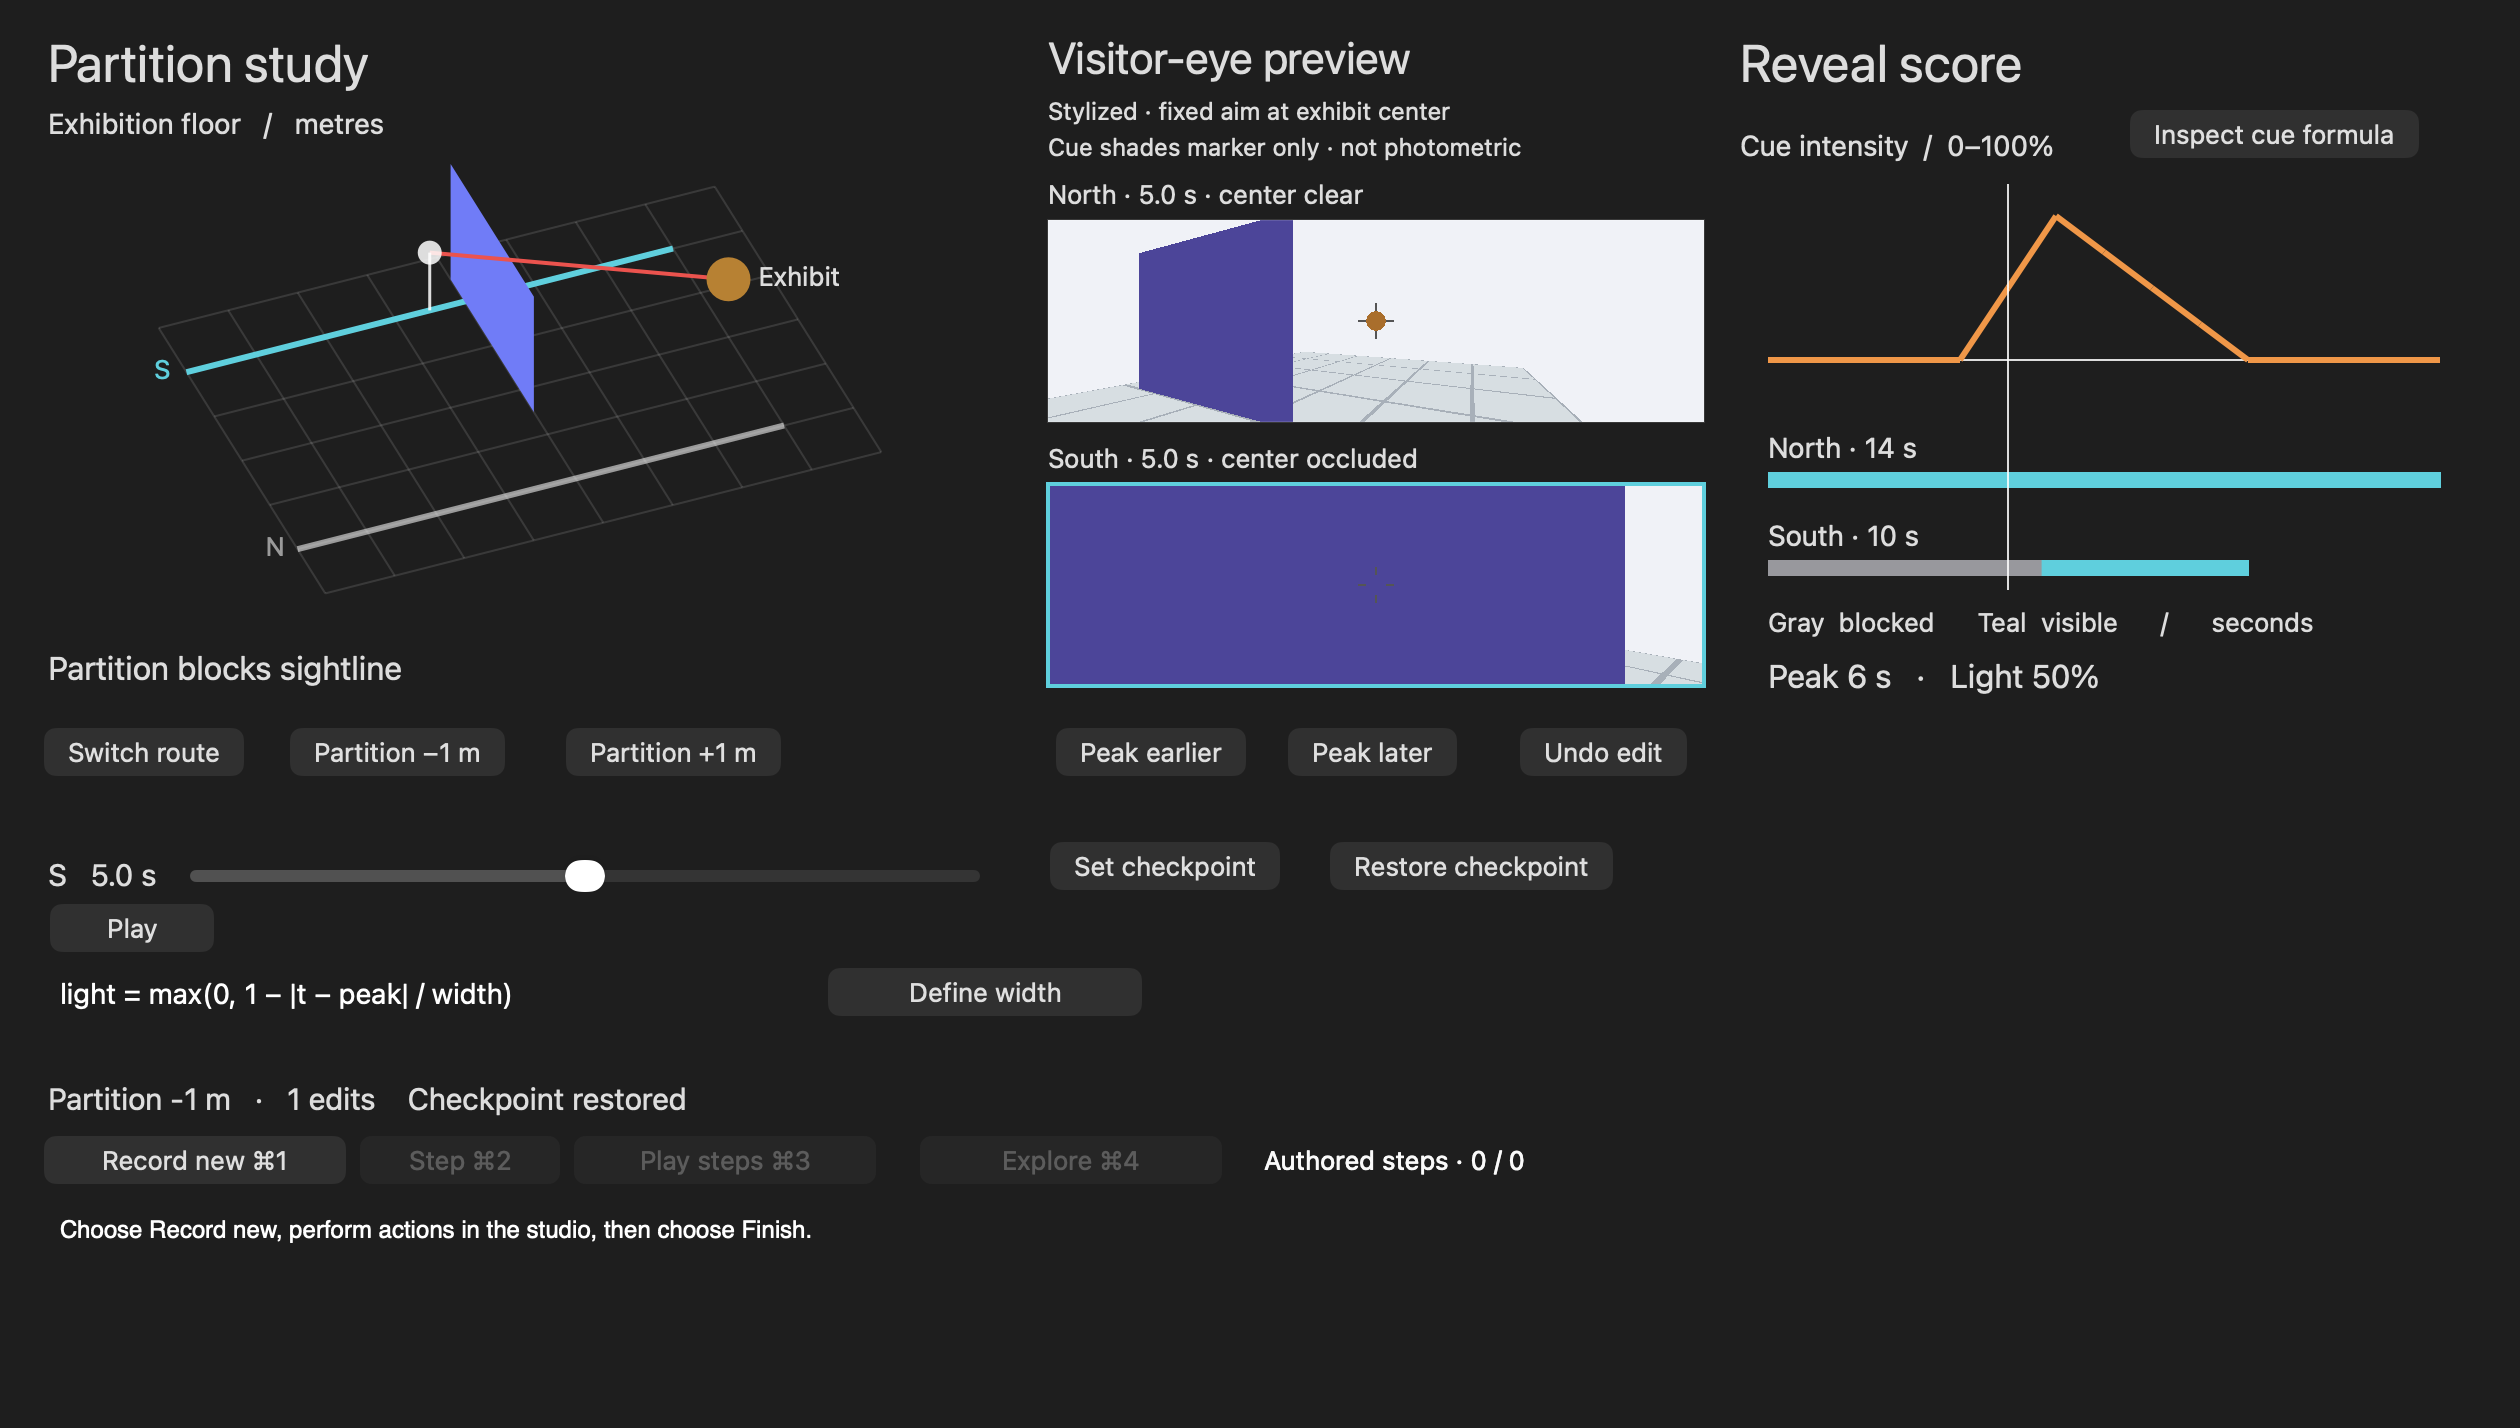 Partition study
Exhibition floor / metres
Exhibit
S
N
Partition blocks sightline
Switch route
Partition –1 m
Partition +1 m
S 5.0 s
Play
light = max(0, 1 – |t – peak| / width)
Define width
Visitor-eye preview
Stylized · fixed aim at exhibit center
Cue shades marker only · not photometric
North · 5.0 s · center clear
South · 5.0 s · center occluded
Peak earlier
Peak later
Undo edit
Set checkpoint
Restore checkpoint
Reveal score
Cue intensity / 0–100%
Inspect cue formula
North · 14 s
South · 10 s
Gray blocked Teal visible / seconds
Peak 6 s · Light 50%
Partition -1 m · 1 edits Checkpoint restored
Record new ⌘1
Step ⌘2
Play steps ⌘3
Explore ⌘4
Authored steps · 0 / 0
Choose Record new, perform actions in the studio, then choose Finish.